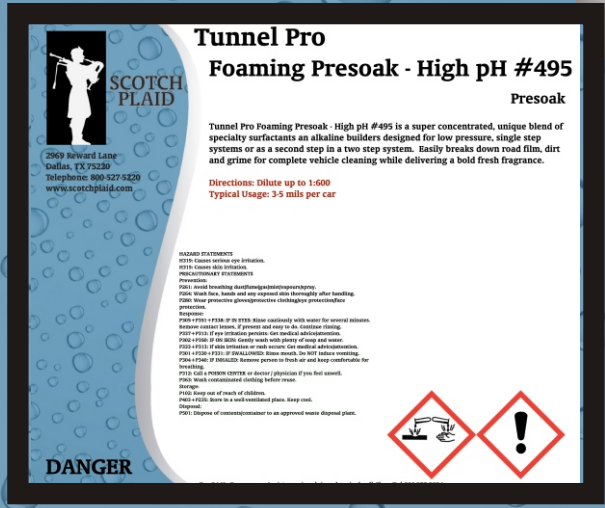 Tunnel Pro
Foaming Presoak - High pH #495
Presoak
SCOTCH
PLAID
2969 Reward Lane
Dallas, TX 75220
Telephone: 800-527-5220
www.scotchplaid.com
Tunnel Pro Foaming Presoak - High pH #495 is a super concentrated, unique blend of
specialty surfactants an alkaline builders designed for low pressure, single step
systems or as a second step in a two step system. Easily breaks down road film, dirt
and grime for complete vehicle cleaning while delivering a bold fresh fragrance.
Directions: Dilute up to 1:600
Typical Usage: 3-5 mils per car
HAZARD STATEMENTS
H319: Causes serious eye irritation.
H315: Causes skin irritation.
PRECAUTIONARY STATEMENTS
Prevention:
P261: Avoid breathing dust/fume/gas/mist/vapours/spray.
P264: Wash face, hands and any exposed skin thoroughly after handling.
P280: Wear protective gloves/protective clothing/eye protection/face
protection.
Response:
P305+P351+P338: IF IN EYES: Rinse cautiously with water for several minutes.
Remove contact lenses, if present and easy to do. Continue rinsing.
P337+P313: If eye irritation persists: Get medical advice/attention.
P302+P350: IF ON SKIN: Gently wash with plenty of soap and water.
P333+P313: If skin irritation or rash occurs: Get medical advice/attention.
P301+P330+P331: IF SWALLOWED: Rinse mouth. Do NOT induce vomiting.
P304+P340: IF INHALED: Remove person to fresh air and keep comfortable for
breathing.
P312: Call a POISON CENTER or doctor / physician if you feel unwell.
P363: Wash contaminated clothing before reuse.
Storage:
P102: Keep out of reach of children.
P403+P235: Store in a well-ventilated place. Keep cool.
Disposal:
P501: Dispose of contents/container to an approved waste disposal plant.
DANGER